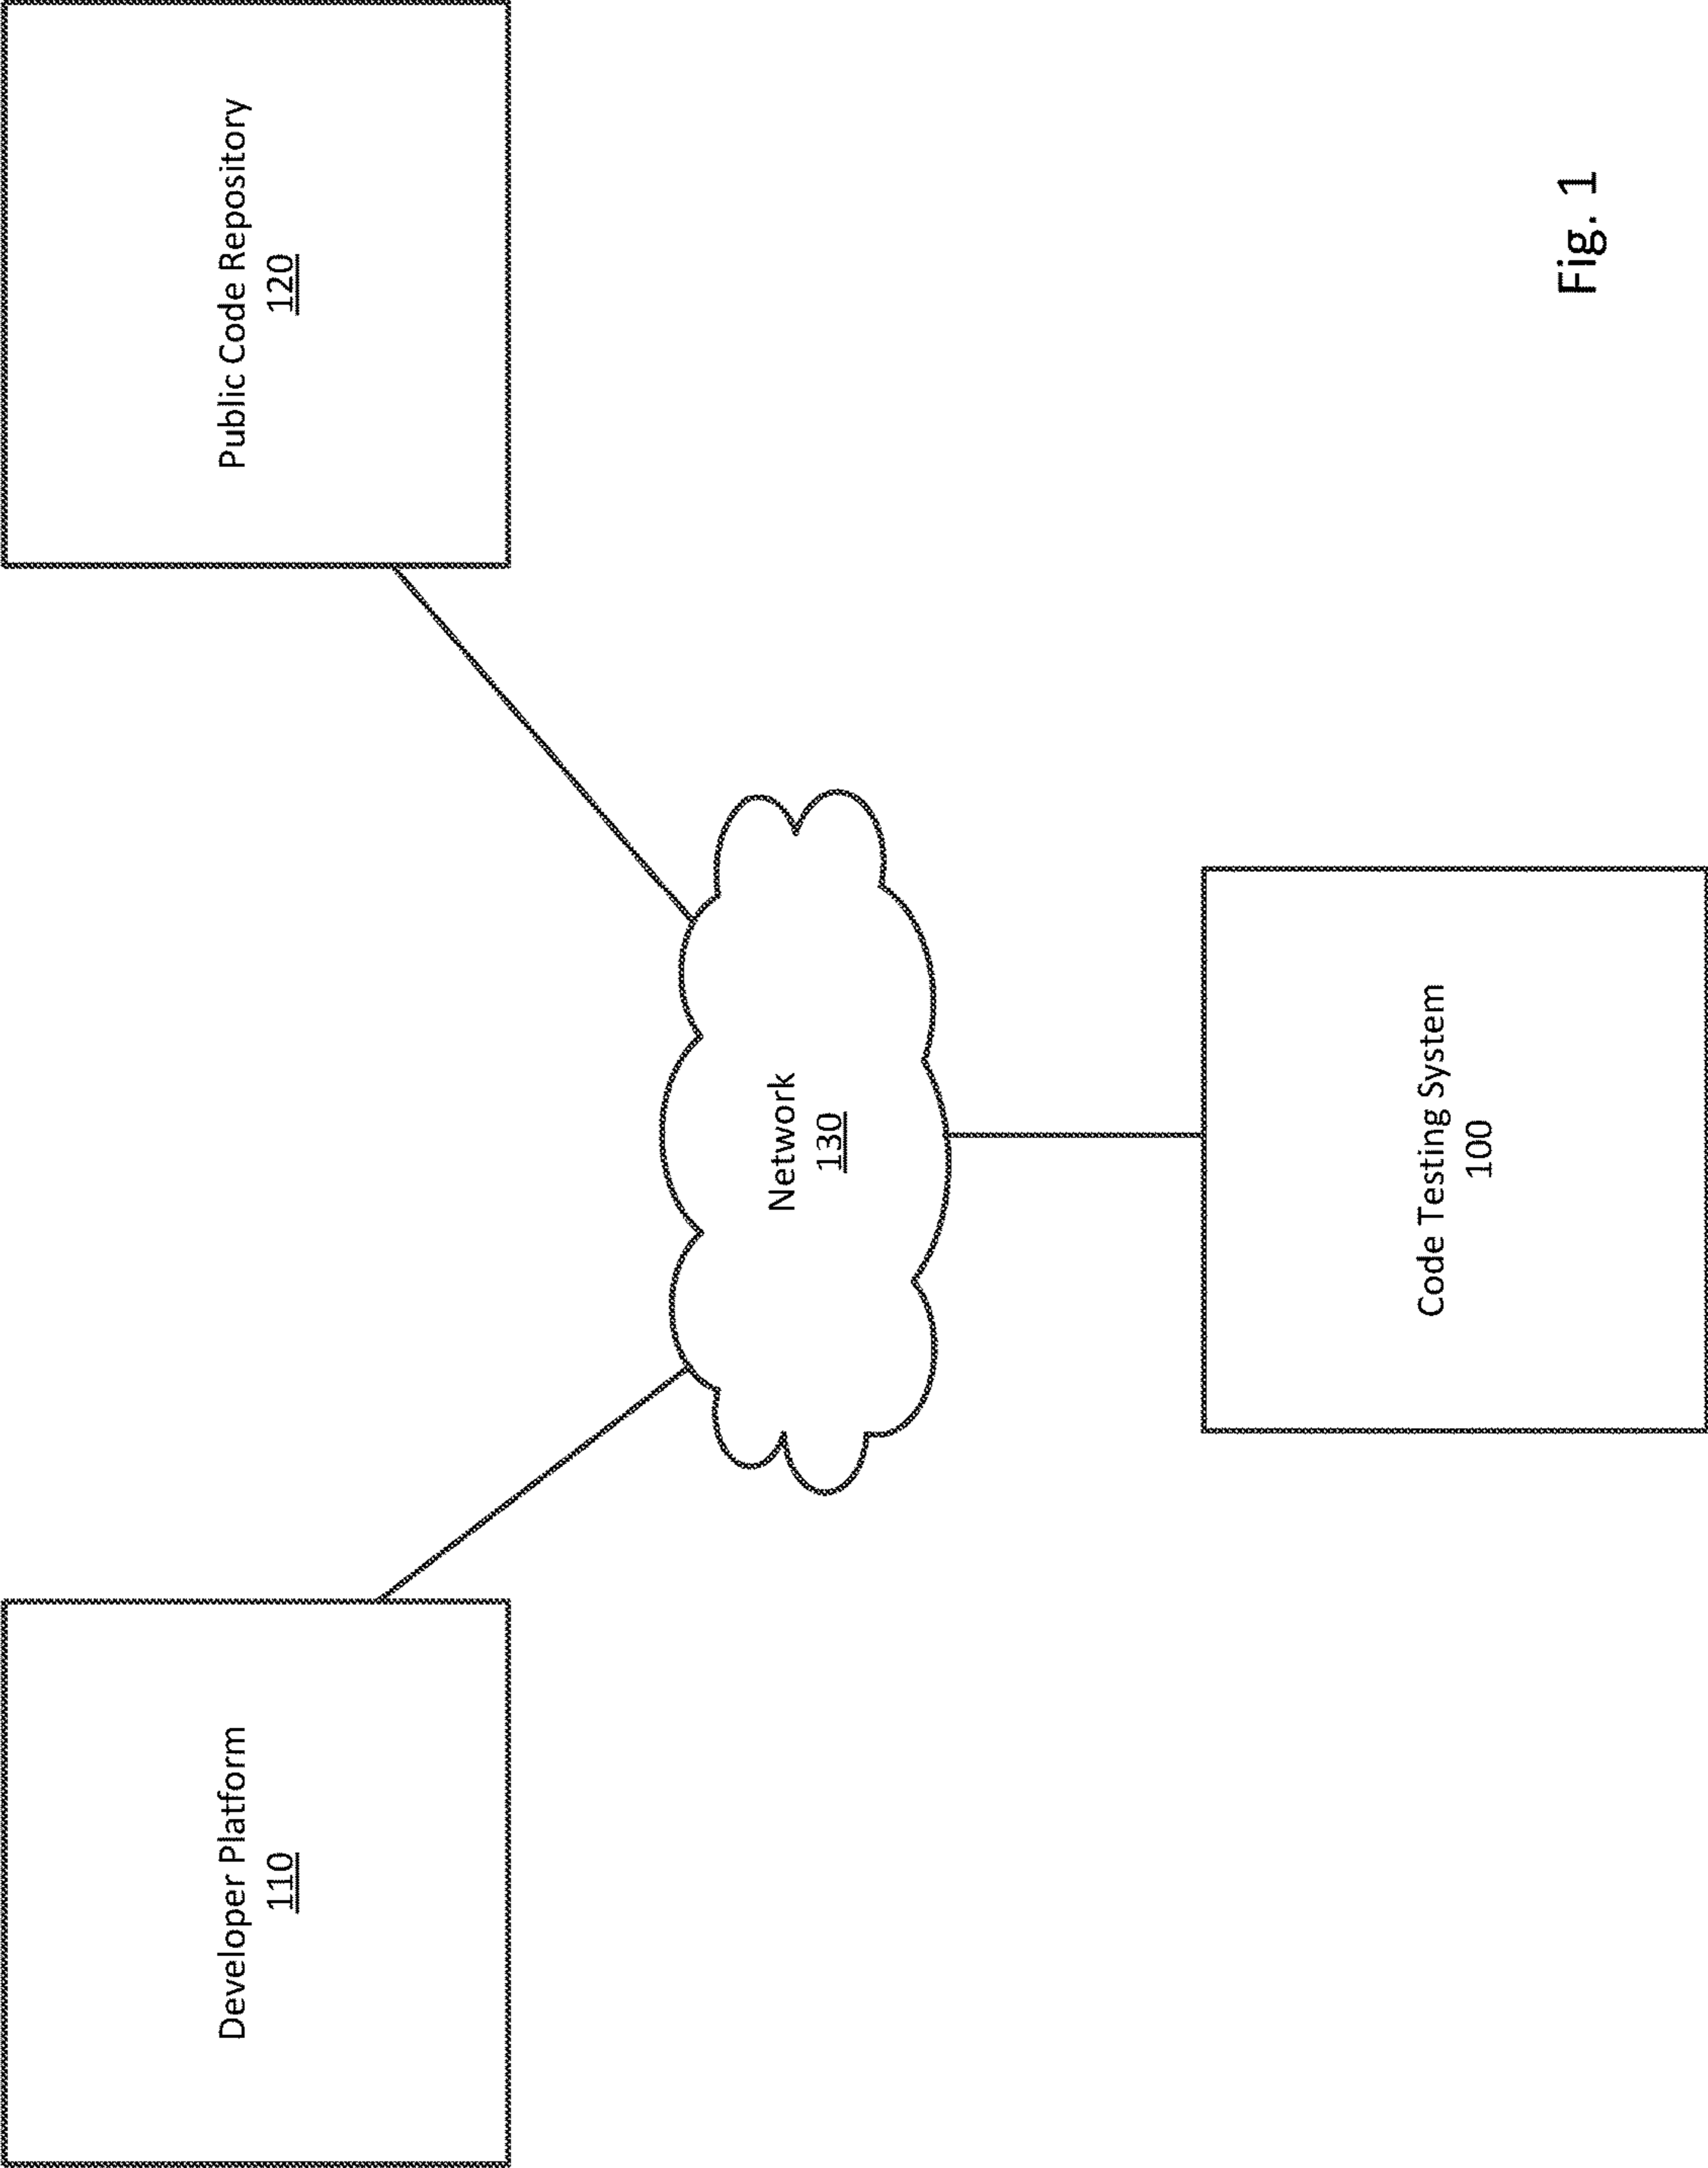 Developer Platform
110
Public Code Repository
120
Network
130
Code Testing System
100
Fig. 1